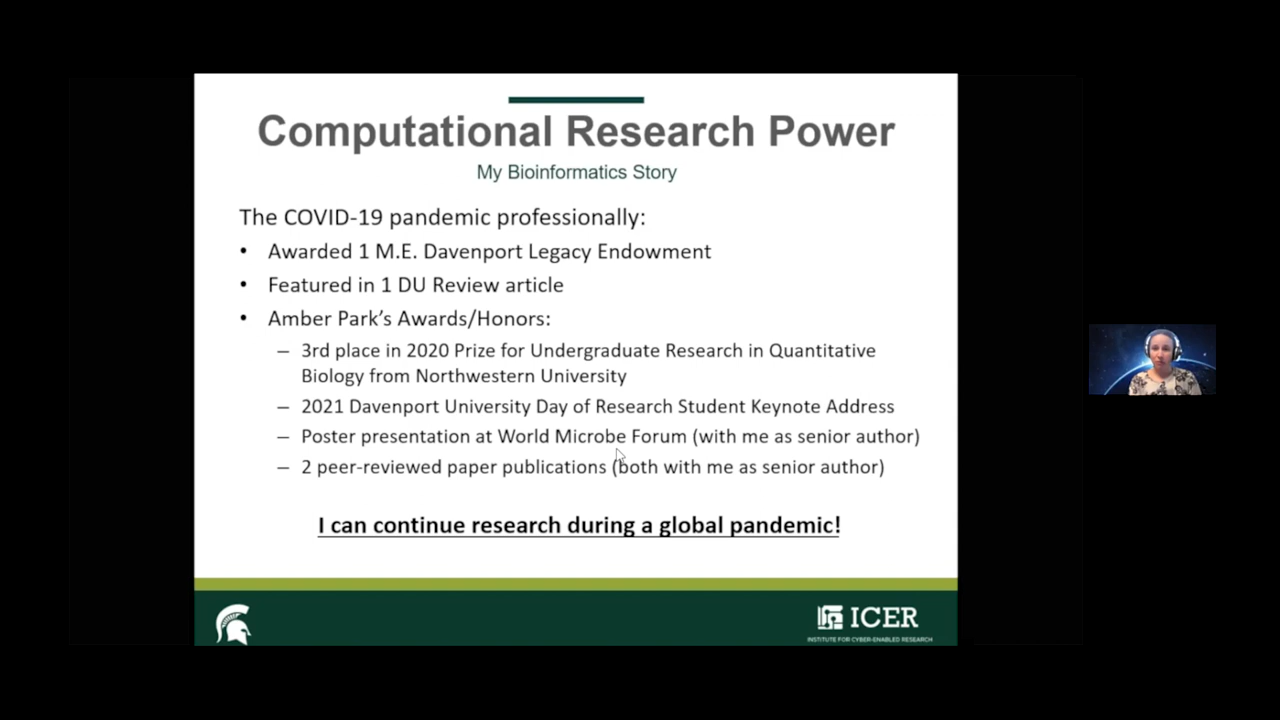 Computational Research Power
My Bioinformatics Story
The COVID-19 pandemic professionally:
• Awarded 1 M.E. Davenport Legacy Endowment
• Featured in 1 DU Review article
• Amber Park's Awards/Honors:
– 3rd place in 2020 Prize for Undergraduate Research in Quantitative
Biology from Northwestern University
– 2021 Davenport University Day of Research Student Keynote Address
– Poster presentation at World Microbe Forum (with me as senior author)
– 2 peer-reviewed paper publications (both with me as senior author)
I can continue research during a global pandemic!
ICER
INSTITUTE FOR CYBER-ENABLED RESEARCH